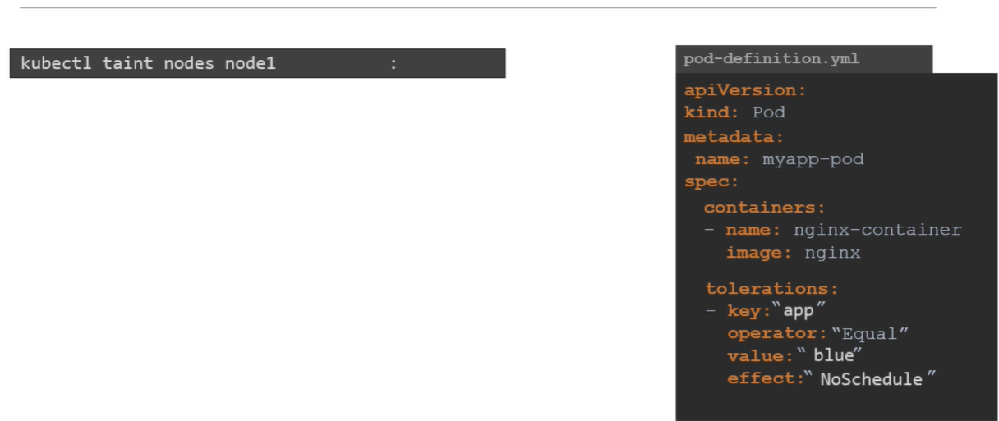 kubectl taint nodes node1 :
pod-definition.yml
apiVersion:
kind: Pod
metadata:
name: myapp-pod
spec:
containers:
- name: nginx-container
image: nginx
tolerations:
- key:“app”
operator:“Equal”
value:“ blue”
effect:“ NoSchedule”